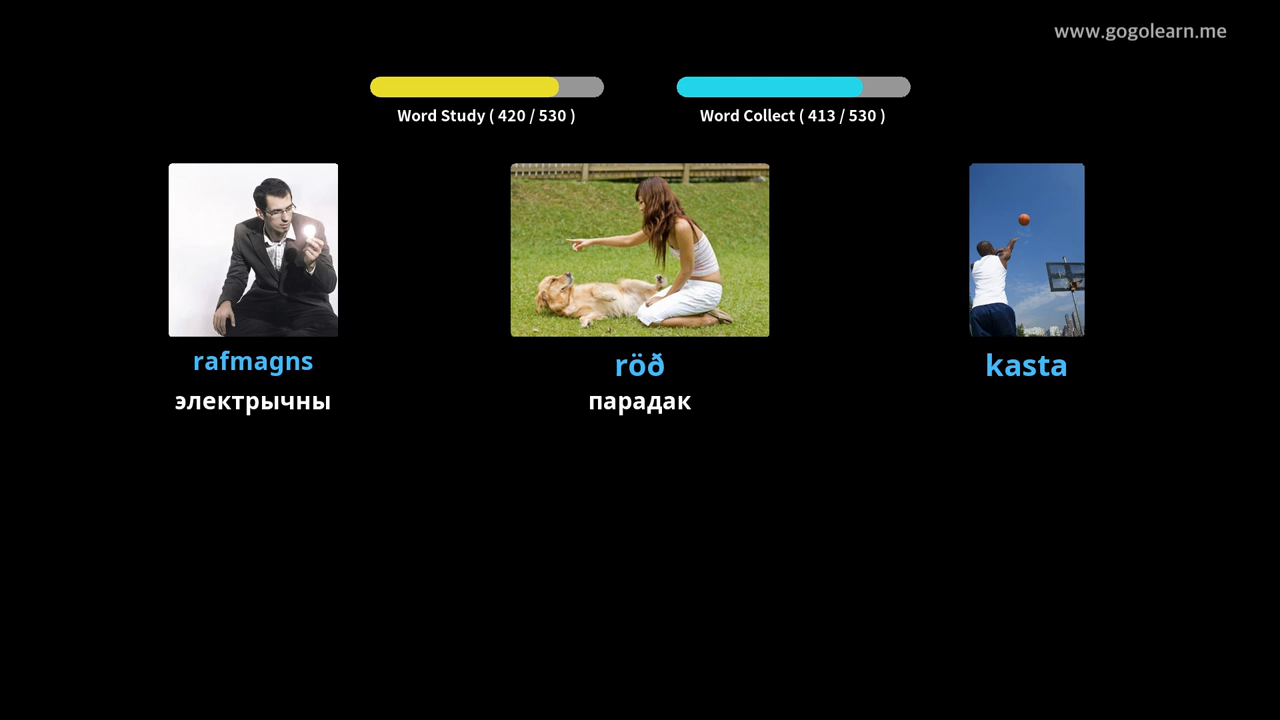 www.gogolearn.me
Word Study ( 420 / 530 )
Word Collect ( 413 / 530 )
rafmagns
röð
kasta
электрычны
парадак